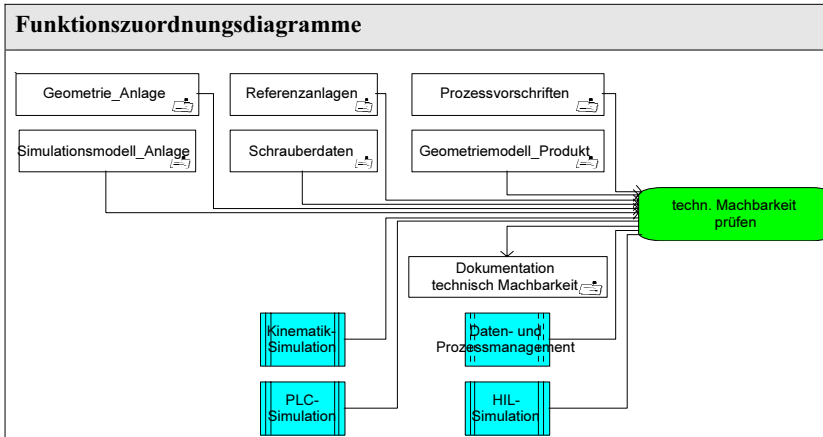 Funktionszuordnungsdiagramme
Geometrie_Anlage
Referenzanlagen
Prozessvorschriften
Simulationsmodell_Anlage
Schrauberdaten
Geometriemodell_Produkt
techn. Machbarkeit
prüfen
Dokumentation
technisch Machbarkeit
Kinematik-
Simulation
Daten- und
Prozessmanagement
PLC-
Simulation
HIL-
Simulation